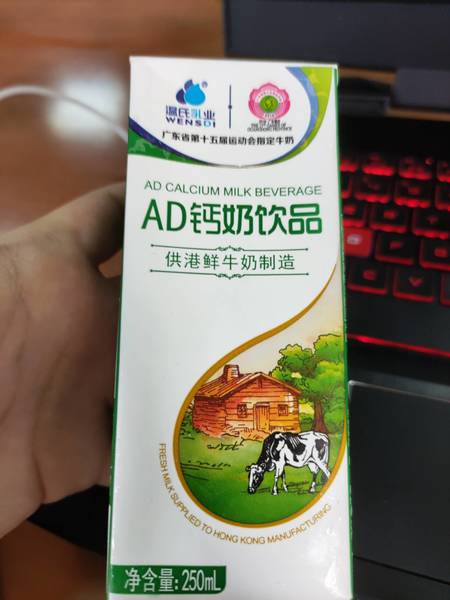 温氏乳业
WENSDI
广东省第十五届运动会指定牛奶
AD CALCIUM MILK BEVERAGE
AD钙奶饮品
供港鲜牛奶制造
FRESH MILK SUPPLIED TO HONG KONG MANUFACTURING
净含量: 250mL